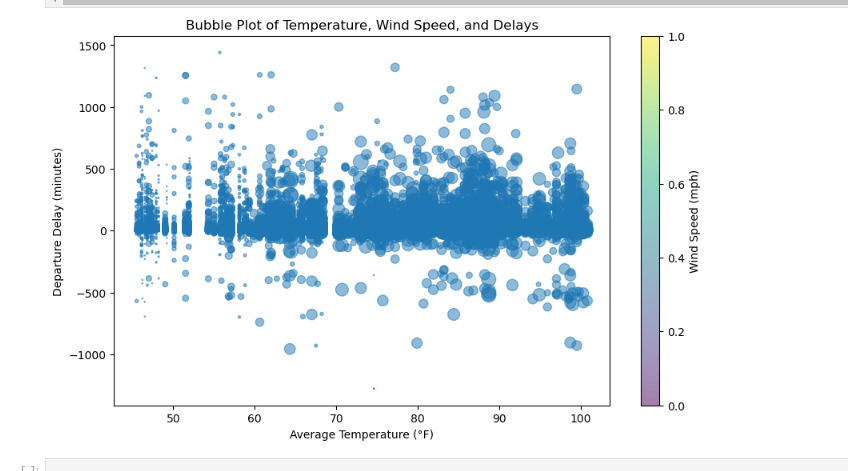 Bubble Plot of Temperature, Wind Speed, and Delays
1500
1000
500
0
−500
−1000
Departure Delay (minutes)
50 60 70 80 90 100
Average Temperature (°F)
1.0
0.8
0.6
0.4
0.2
0.0
Wind Speed (mph)
[ ]: